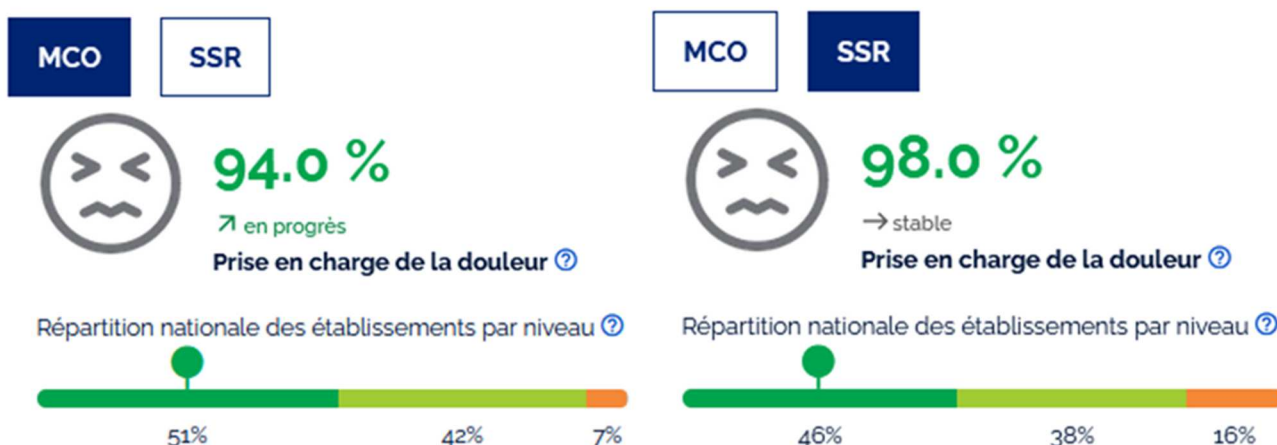 MCO SSR
94.0 %
↗ en progrès
Prise en charge de la douleur ?
Répartition nationale des établissements par niveau ?
51% 42% 7%
MCO SSR
98.0 %
→ stable
Prise en charge de la douleur ?
Répartition nationale des établissements par niveau ?
46% 38% 16%